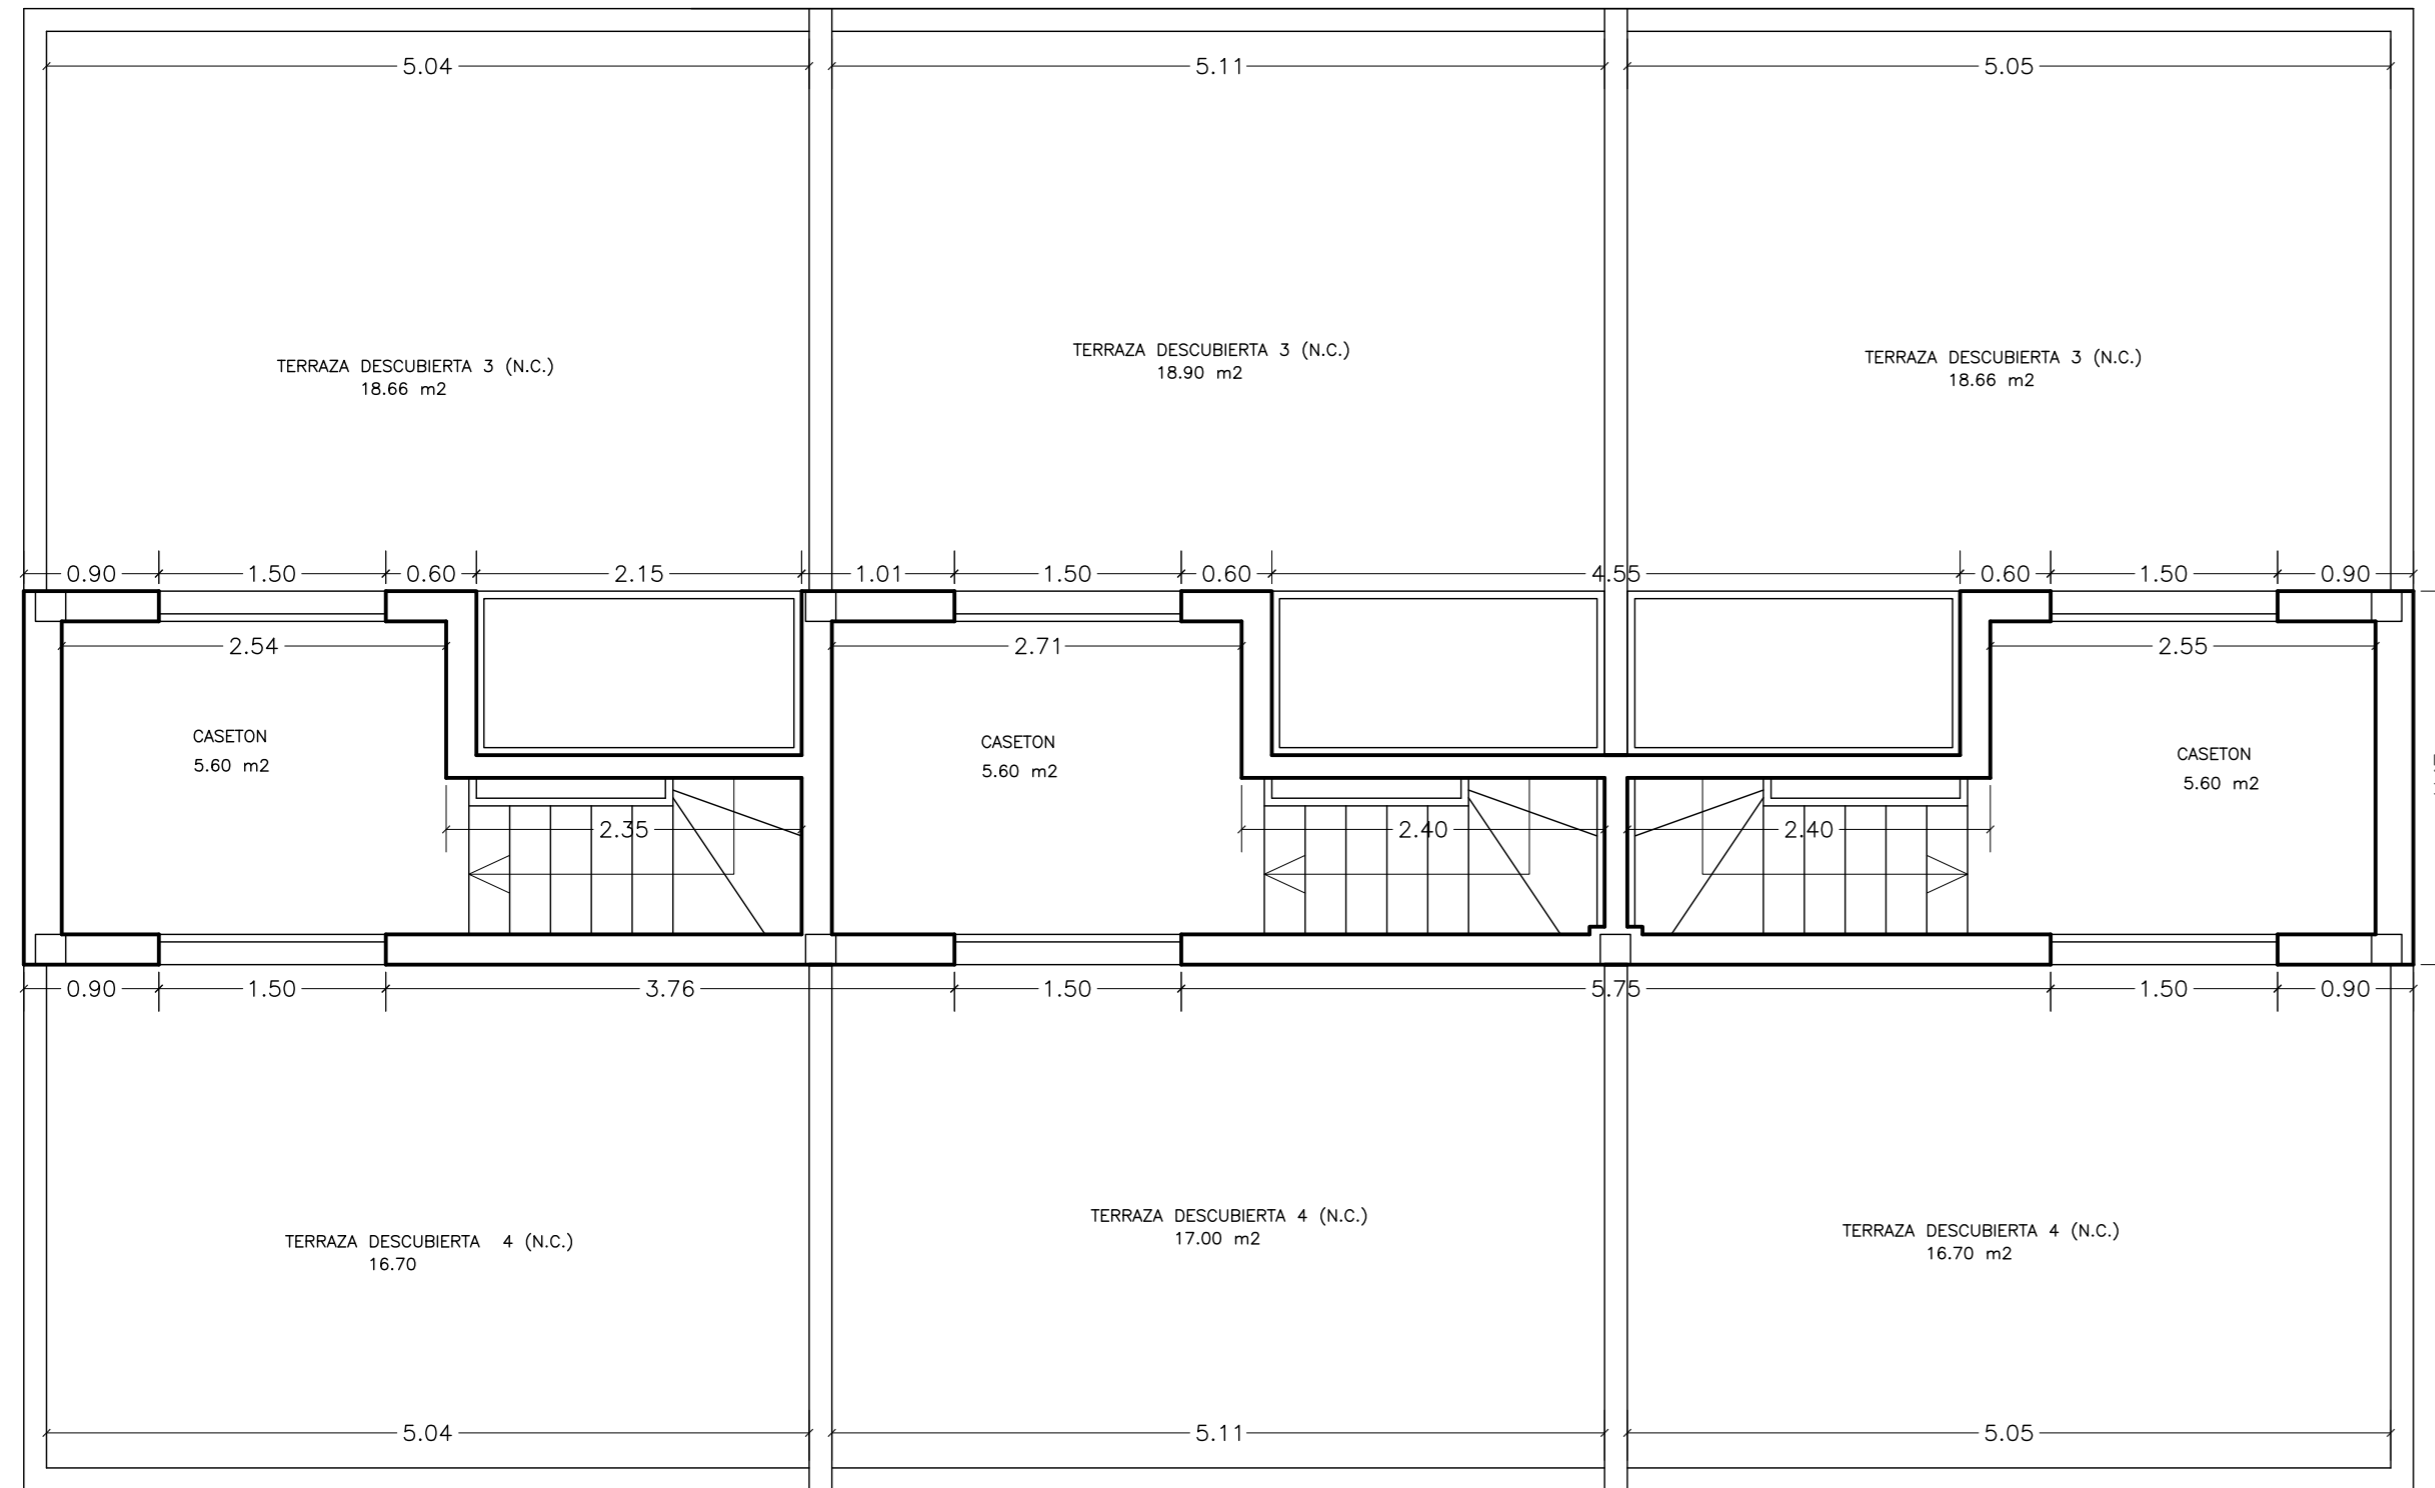 5.04
5.11
5.05
TERRAZA DESCUBIERTA 3 (N.C.)
18.66 m2
TERRAZA DESCUBIERTA 3 (N.C.)
18.90 m2
TERRAZA DESCUBIERTA 3 (N.C.)
18.66 m2
0.90
1.50
0.60
2.15
1.01
1.50
0.60
4.55
0.60
1.50
0.90
2.54
2.71
2.55
CASETON
5.60 m2
CASETON
5.60 m2
CASETON
5.60 m2
2.35
2.40
2.40
0.90
1.50
3.76
1.50
5.75
1.50
0.90
TERRAZA DESCUBIERTA 4 (N.C.)
16.70
TERRAZA DESCUBIERTA 4 (N.C.)
17.00 m2
TERRAZA DESCUBIERTA 4 (N.C.)
16.70 m2
5.04
5.11
5.05